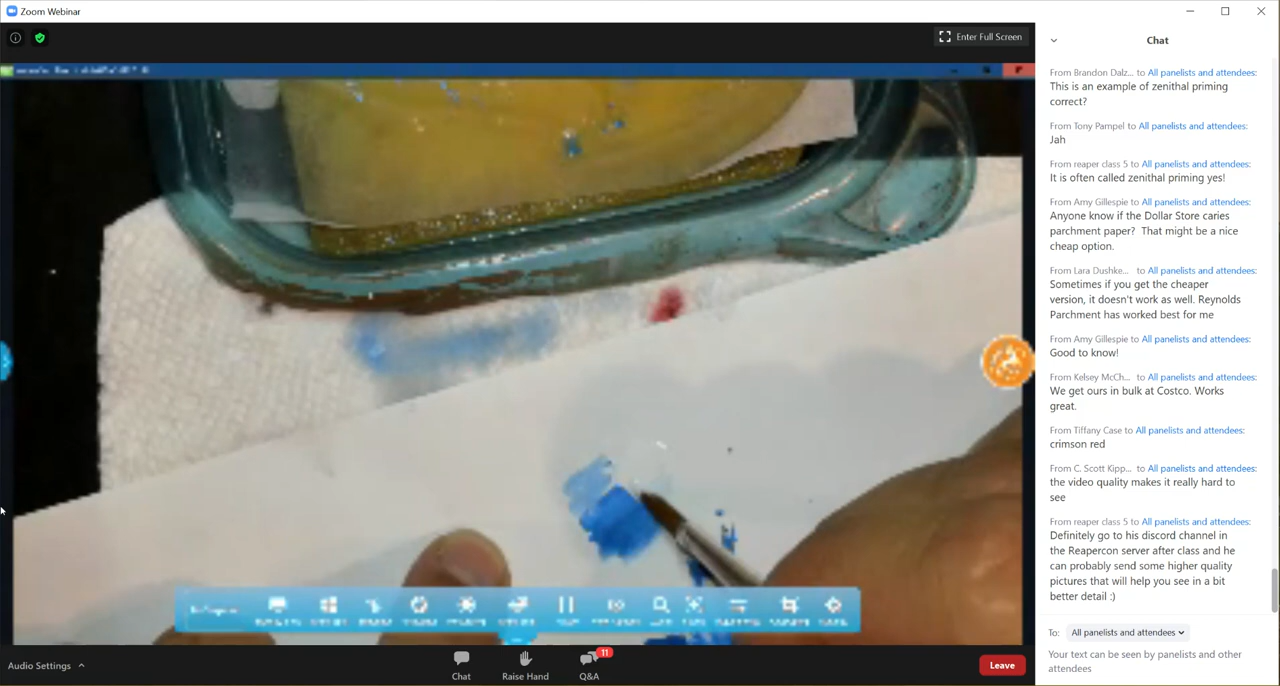 Zoom Webinar
Enter Full Screen
Chat
From Brandon Dalz... to All panelists and attendees:
This is an example of zenithal priming
correct?
From Tony Pampel to All panelists and attendees:
Jah
From reaper class 5 to All panelists and attendees:
It is often called zenithal priming yes!
From Amy Gillespie to All panelists and attendees:
Anyone know if the Dollar Store caries
parchment paper? That might be a nice
cheap option.
From Lara Dushke... to All panelists and attendees:
Sometimes if you get the cheaper
version, it doesn't work as well. Reynolds
Parchment has worked best for me
From Amy Gillespie to All panelists and attendees:
Good to know!
From Kelsey McCh... to All panelists and attendees:
We get ours in bulk at Costco. Works
great.
From Tiffany Case to All panelists and attendees:
crimson red
From C. Scott Kipp... to All panelists and attendees:
the video quality makes it really hard to
see
From reaper class 5 to All panelists and attendees:
Definitely go to his discord channel in
the Reapercon server after class and he
can probably send some higher quality
pictures that will help you see in a bit
better detail :)
To: All panelists and attendees
Your text can be seen by panelists and other
attendees
Audio Settings
Chat
Raise Hand
11
Q&A
Leave